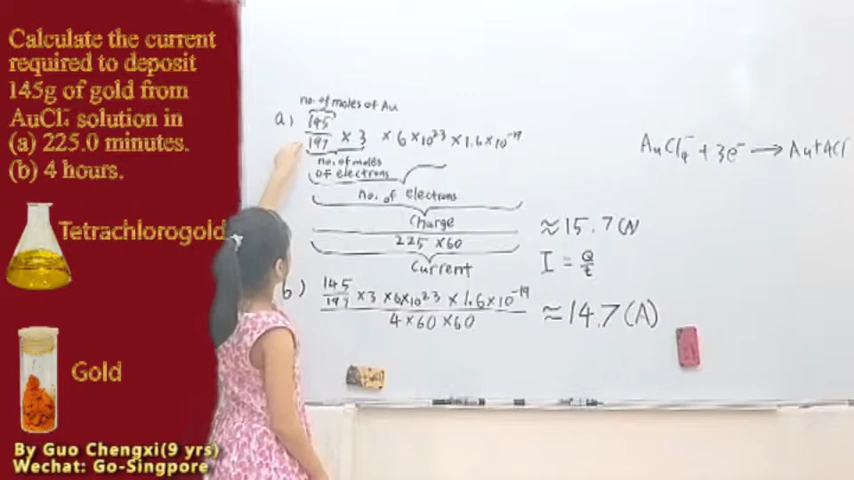 Calculate the current
required to deposit
145g of gold from
AuCl₄⁻ solution in
(a) 225.0 minutes.
(b) 4 hours.
Tetrachlorogold
Gold
By Guo Chengxi(9 yrs)
Wechat: Go-Singpore
no. of moles of Au
a) 145/197 × 3 × 6×10²³ × 1.6×10⁻¹⁹
no. of moles
of electrons
no. of electrons
Charge
225 × 60
Current
≈15.7(A)
I = Q/t
b) 145/197 ×3 ×6×10²³ ×1.6×10⁻¹⁹
4×60×60
≈14.7(A)
AuCl₄⁻ + 3e⁻ → Au+4Cl⁻